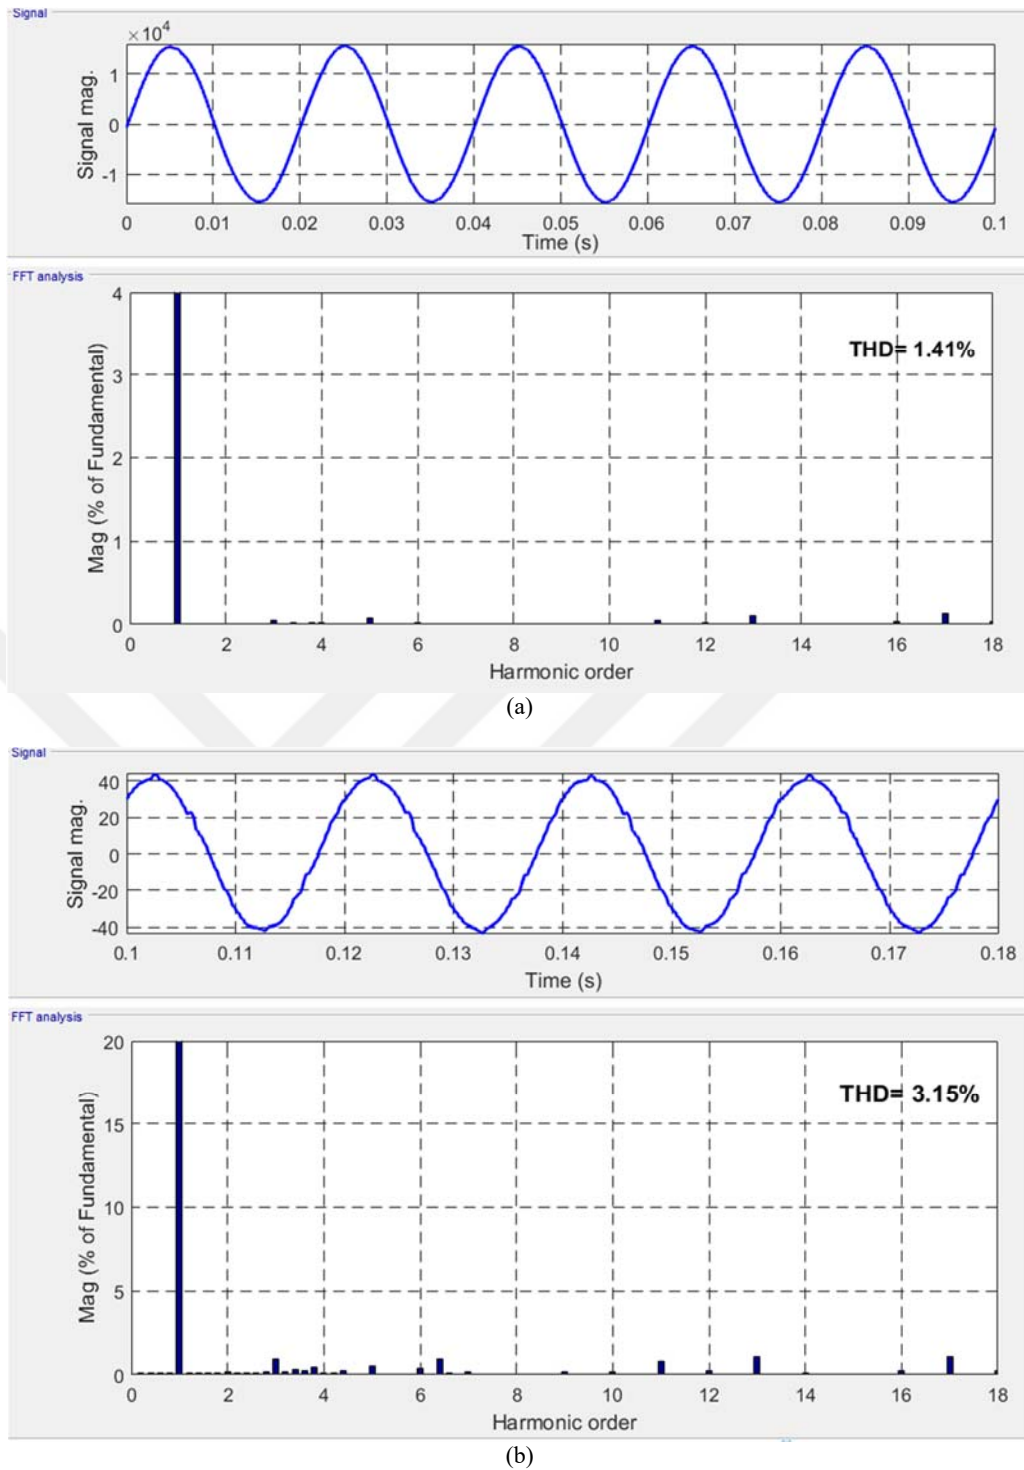 Signal
×10⁴
1
0
-1
Signal mag.
0 0.01 0.02 0.03 0.04 0.05 0.06 0.07 0.08 0.09 0.1
Time (s)
FFT analysis
4
3
2
1
0
Mag (% of Fundamental)
THD= 1.41%
0 2 4 6 8 10 12 14 16 18
Harmonic order
(a)
Signal
40
20
0
-20
-40
Signal mag.
0.1 0.11 0.12 0.13 0.14 0.15 0.16 0.17 0.18
Time (s)
FFT analysis
20
15
10
5
0
Mag (% of Fundamental)
THD= 3.15%
0 2 4 6 8 10 12 14 16 18
Harmonic order
(b)